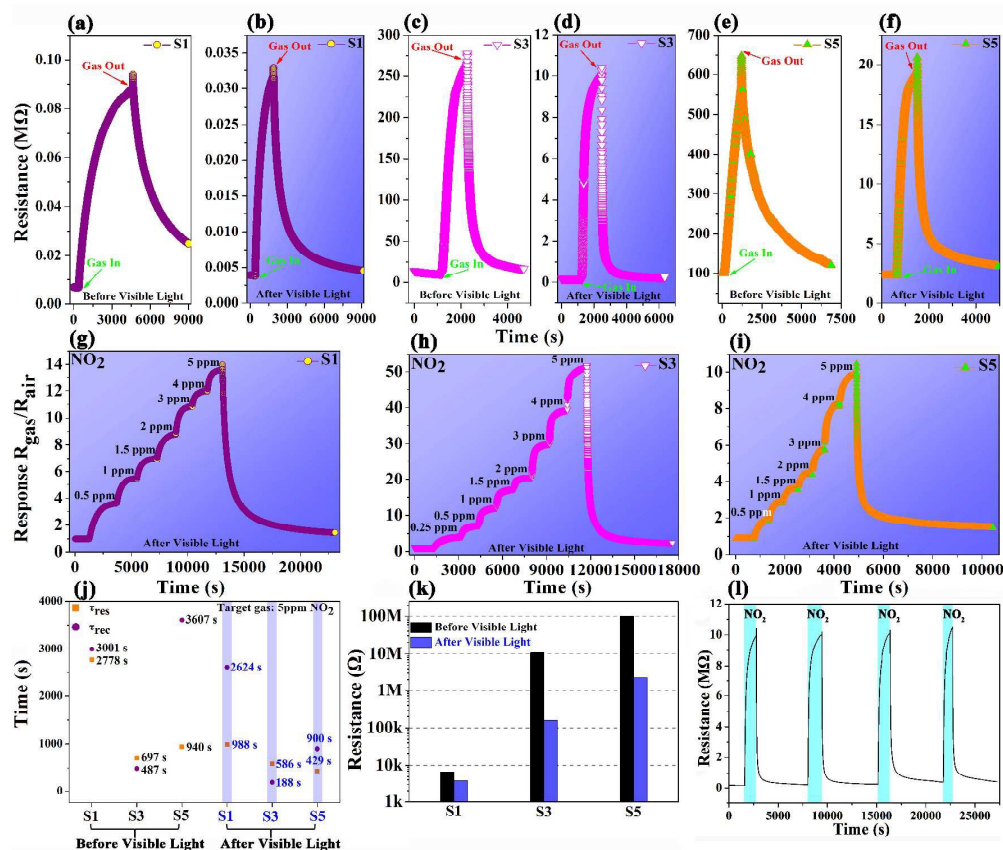 (a)
S1
Gas Out
Gas In
Before Visible Light
Resistance (MΩ)
0.10
0.08
0.06
0.04
0.02
0.00
0 3000 6000 9000
(b)
S1
Gas Out
Gas In
After Visible Light
0.035
0.030
0.025
0.020
0.015
0.010
0.005
0.000
0 3000 6000 9000
(c)
S3
Gas Out
Gas In
Before Visible Light
300
250
200
150
100
50
0
0 2000 4000
(d)
S3
Gas Out
Gas In
After Visible Light
12
10
8
6
4
2
0
0 2000 4000 6000
(e)
S5
Gas Out
Gas In
Before Visible Light
700
600
500
400
300
200
100
0
0 2500 5000 7500
(f)
S5
Gas Out
Gas In
After Visible Light
20
15
10
5
0
0 2000 4000
Time (s)
(g)
NO2
S1
0.5 ppm
1 ppm
1.5 ppm
2 ppm
3 ppm
4 ppm
5 ppm
After Visible Light
Response Rgas/Rair
14
12
10
8
6
4
2
0
0 5000 10000 15000 20000
Time (s)
(h)
NO2
S3
0.25 ppm
0.5 ppm
1 ppm
1.5 ppm
2 ppm
3 ppm
4 ppm
5 ppm
After Visible Light
50
40
30
20
10
0
0 3000 6000 9000 12000 15000 18000
Time (s)
(i)
NO2
S5
0.5 ppm
1 ppm
1.5 ppm
2 ppm
3 ppm
4 ppm
5 ppm
After Visible Light
10
8
6
4
2
0
0 2000 4000 6000 8000 10000
Time (s)
(j)
τres
τrec
Target gas: 5ppm NO2
3001 s
2778 s
697 s
487 s
3607 s
940 s
2624 s
988 s
586 s
188 s
900 s
429 s
Time (s)
4000
3000
2000
1000
0
S1 S3 S5 S1 S3 S5
Before Visible Light After Visible Light
(k)
Before Visible Light
After Visible Light
Resistance (Ω)
100M
10M
1M
100k
10k
1k
S1 S3 S5
(l)
NO2 NO2 NO2 NO2
Resistance (MΩ)
12
10
8
6
4
2
0
0 5000 10000 15000 20000 25000
Time (s)